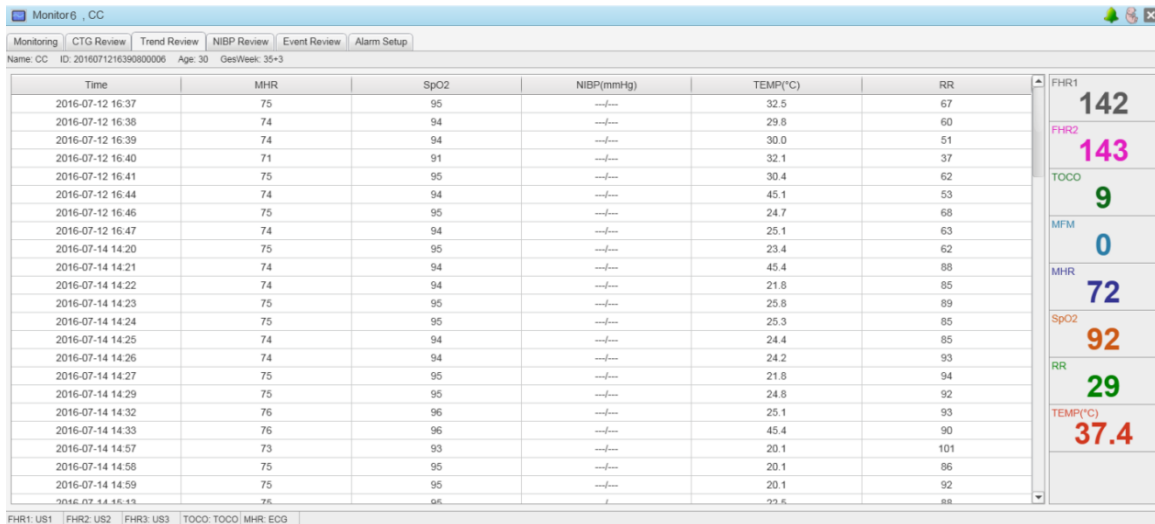 Monitor6 , CC
Monitoring CTG Review Trend Review NIBP Review Event Review Alarm Setup
Name: CC ID: 2016071216390800006 Age: 30 GesWeek: 35+3
Time MHR SpO2 NIBP(mmHg) TEMP(°C) RR
2016-07-12 16:37 75 95 ---/--- 32.5 67
2016-07-12 16:38 74 94 ---/--- 29.8 60
2016-07-12 16:39 74 94 ---/--- 30.0 51
2016-07-12 16:40 71 91 ---/--- 32.1 37
2016-07-12 16:41 75 95 ---/--- 30.4 62
2016-07-12 16:44 74 94 ---/--- 45.1 53
2016-07-12 16:46 75 95 ---/--- 24.7 68
2016-07-12 16:47 74 94 ---/--- 25.1 63
2016-07-14 14:20 75 95 ---/--- 23.4 62
2016-07-14 14:21 74 94 ---/--- 45.4 88
2016-07-14 14:22 74 94 ---/--- 21.8 85
2016-07-14 14:23 75 95 ---/--- 25.8 89
2016-07-14 14:24 75 95 ---/--- 25.3 85
2016-07-14 14:25 74 94 ---/--- 24.4 85
2016-07-14 14:26 74 94 ---/--- 24.2 93
2016-07-14 14:27 75 95 ---/--- 21.8 94
2016-07-14 14:29 75 95 ---/--- 24.8 92
2016-07-14 14:32 76 96 ---/--- 25.1 93
2016-07-14 14:33 76 96 ---/--- 45.4 90
2016-07-14 14:57 73 93 ---/--- 20.1 101
2016-07-14 14:58 75 95 ---/--- 20.1 86
2016-07-14 14:59 75 95 ---/--- 20.1 92
FHR1
142
FHR2
143
TOCO
9
MFM
0
MHR
72
SpO2
92
RR
29
TEMP(°C)
37.4
FHR1: US1 FHR2: US2 FHR3: US3 TOCO: TOCO MHR: ECG